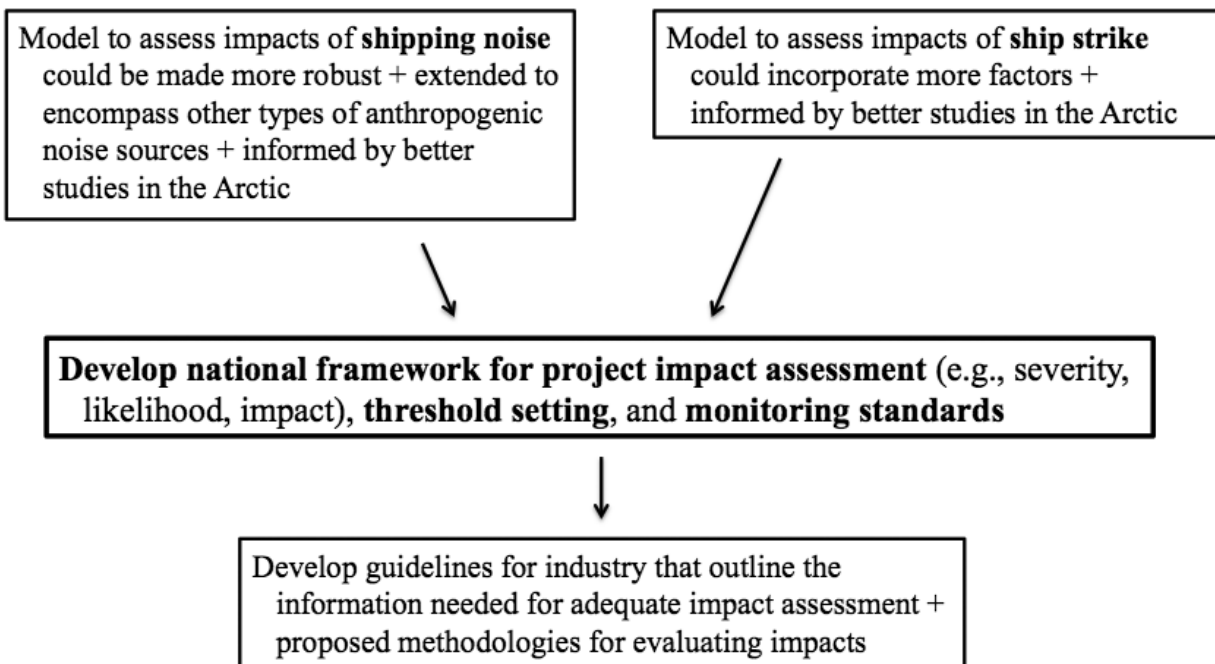 Model to assess impacts of shipping noise
could be made more robust + extended to
encompass other types of anthropogenic
noise sources + informed by better
studies in the Arctic
Model to assess impacts of ship strike
could incorporate more factors +
informed by better studies in the Arctic
Develop national framework for project impact assessment (e.g., severity,
likelihood, impact), threshold setting, and monitoring standards
Develop guidelines for industry that outline the
information needed for adequate impact assessment +
proposed methodologies for evaluating impacts